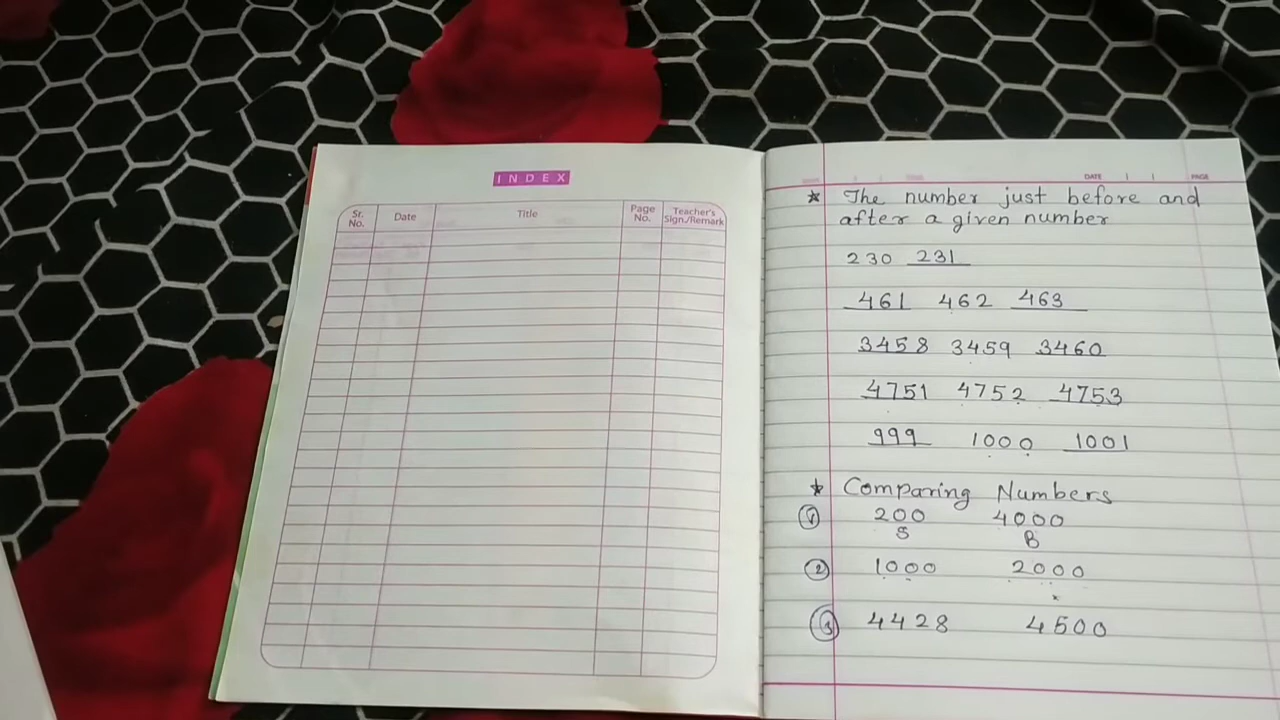 INDEX
Sr. No. Date Title Page No. Teacher's Sign./Remark
DATE PAGE
* The number just before and
after a given number
230 231
461 462 463
3458 3459 3460
4751 4752 4753
999 1000 1001
* Comparing Numbers
① 200 4000
S B
② 1000 2000
③ 4428 4500